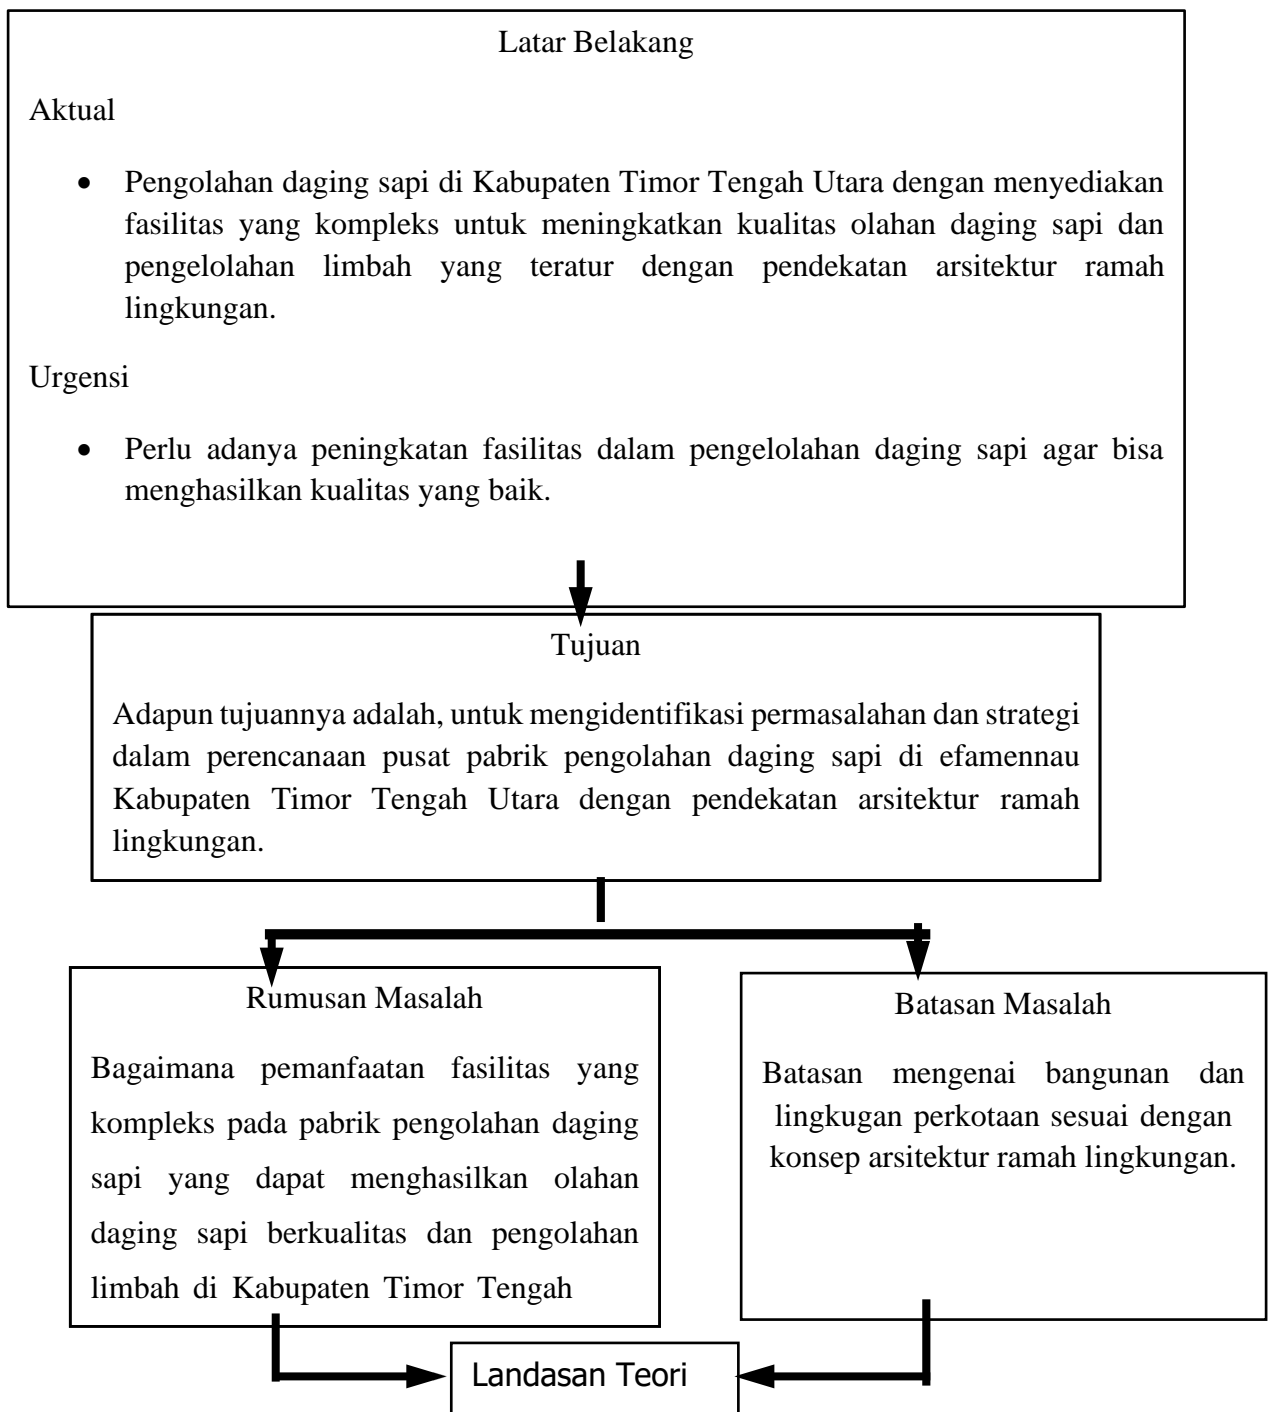 Latar Belakang
Aktual
• Pengolahan daging sapi di Kabupaten Timor Tengah Utara dengan menyediakan
fasilitas yang kompleks untuk meningkatkan kualitas olahan daging sapi dan
pengelolahan limbah yang teratur dengan pendekatan arsitektur ramah
lingkungan.
Urgensi
• Perlu adanya peningkatan fasilitas dalam pengelolahan daging sapi agar bisa
menghasilkan kualitas yang baik.
Tujuan
Adapun tujuannya adalah, untuk mengidentifikasi permasalahan dan strategi
dalam perencanaan pusat pabrik pengolahan daging sapi di efamennau
Kabupaten Timor Tengah Utara dengan pendekatan arsitektur ramah
lingkungan.
Rumusan Masalah
Bagaimana pemanfaatan fasilitas yang
kompleks pada pabrik pengolahan daging
sapi yang dapat menghasilkan olahan
daging sapi berkualitas dan pengolahan
limbah di Kabupaten Timor Tengah
Batasan Masalah
Batasan mengenai bangunan dan
lingkugan perkotaan sesuai dengan
konsep arsitektur ramah lingkungan.
Landasan Teori